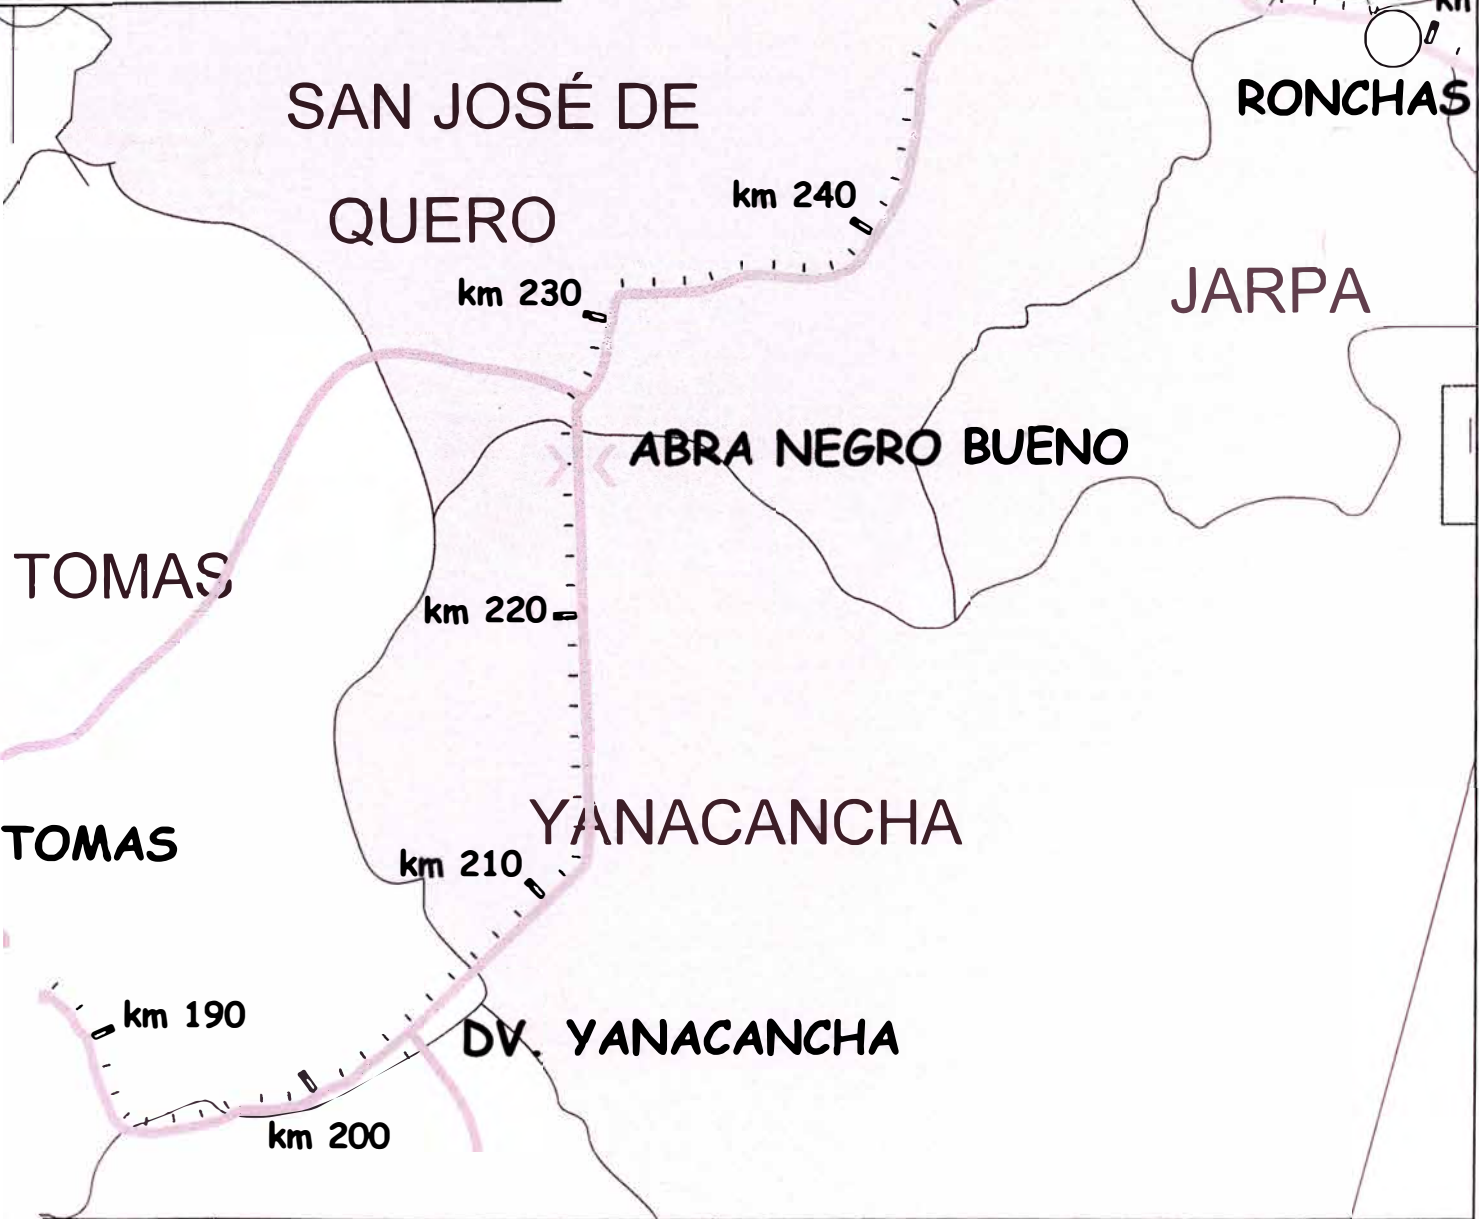 RONCHAS
SAN JOSÉ DE
QUERO
km 240
km 230
JARPA
ABRA NEGRO BUENO
TOMAS
km 220
YANACANCHA
TOMAS
km 210
km 190
DV. YANACANCHA
km 200